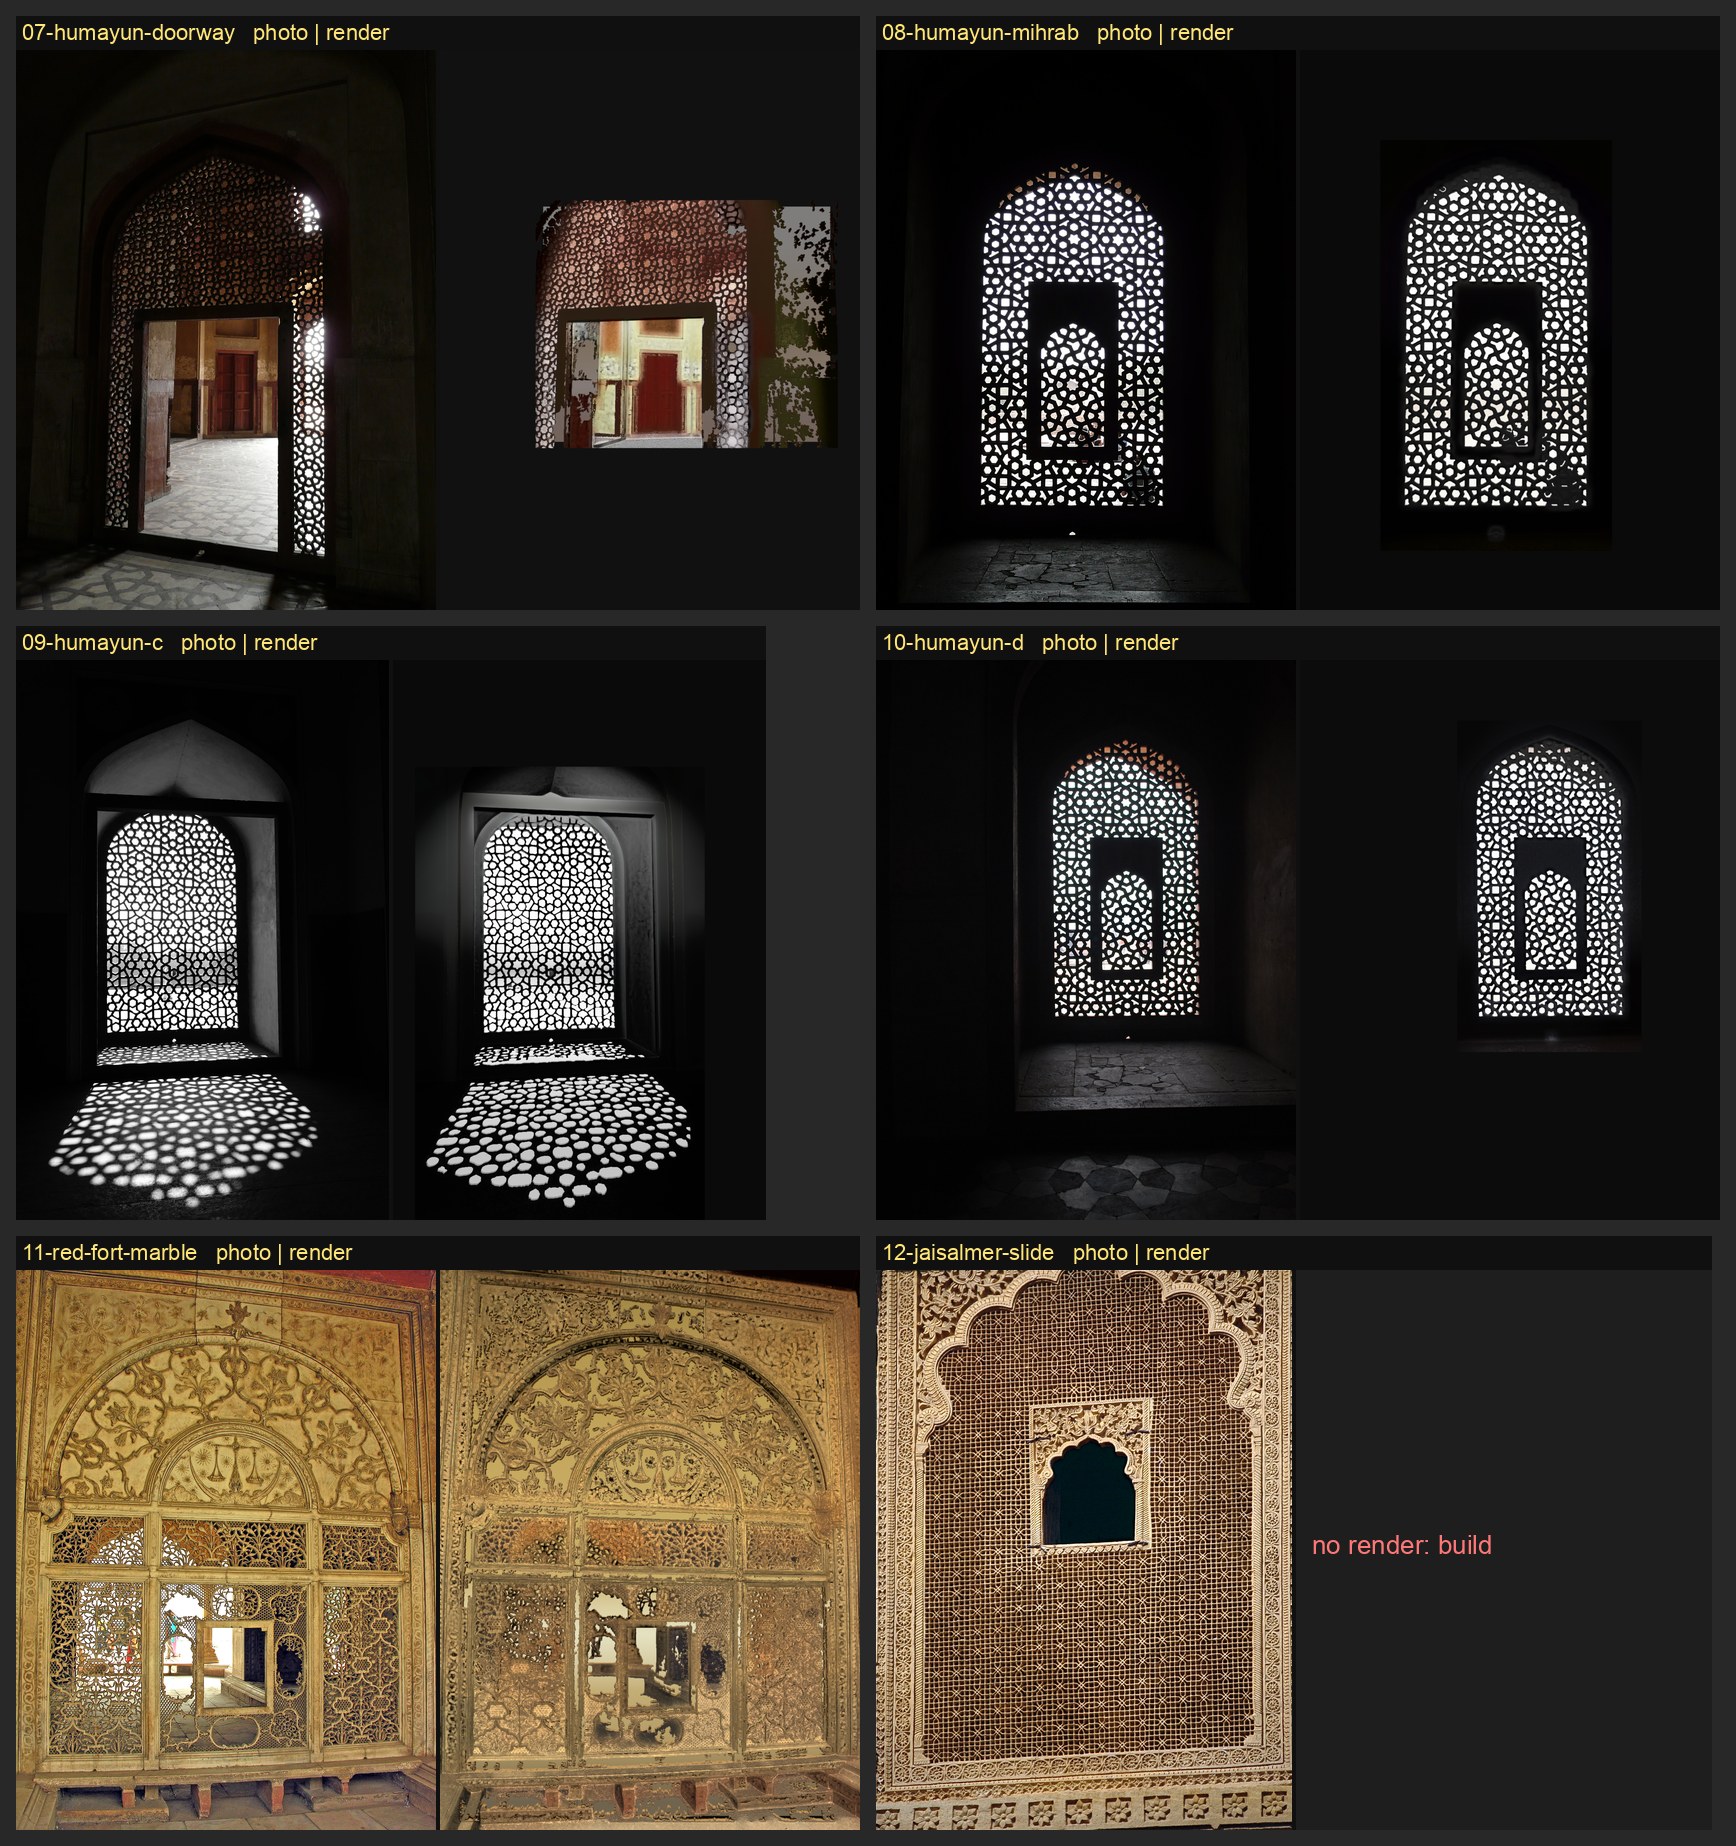 07-humayun-doorway photo | render
08-humayun-mihrab photo | render
09-humayun-c photo | render
10-humayun-d photo | render
11-red-fort-marble photo | render
12-jaisalmer-slide photo | render
no render: build